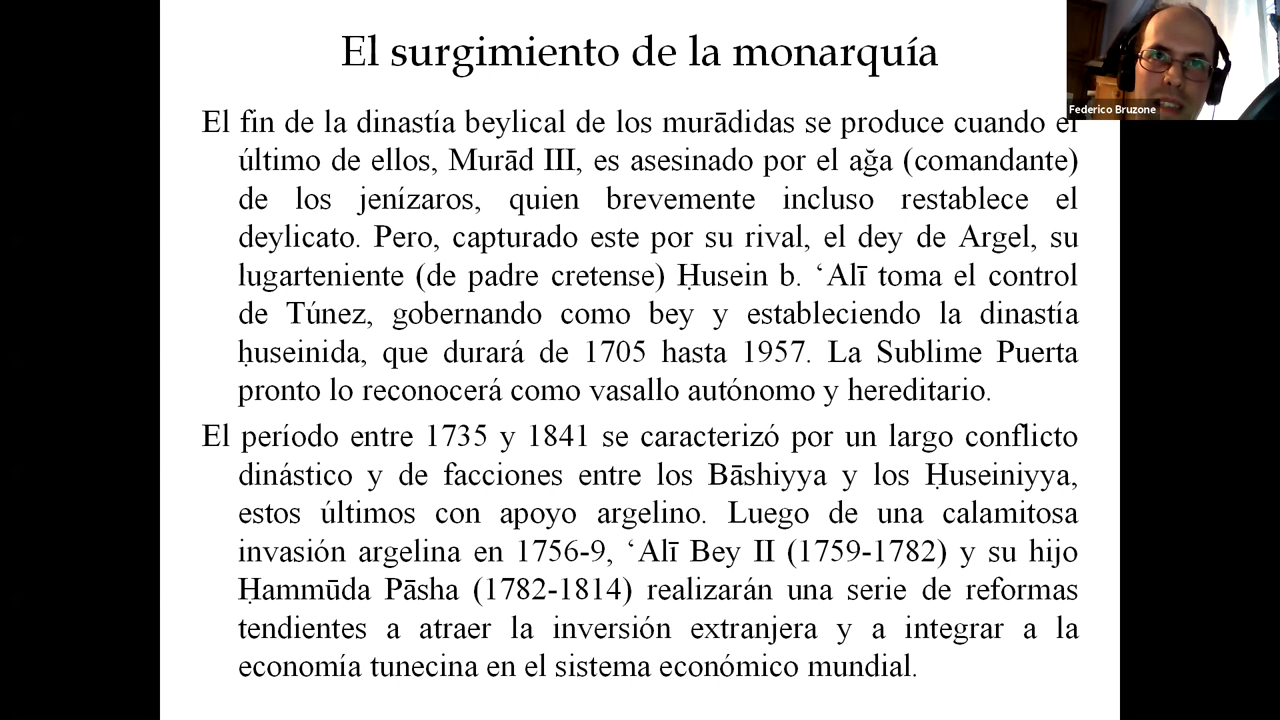 El surgimiento de la monarquía
Federico Bruzone
El fin de la dinastía beylical de los murādidas se produce cuando el
último de ellos, Murād III, es asesinado por el ağa (comandante)
de los jenízaros, quien brevemente incluso restablece el
deylicato. Pero, capturado este por su rival, el dey de Argel, su
lugarteniente (de padre cretense) Ḥusein b. ʿAlī toma el control
de Túnez, gobernando como bey y estableciendo la dinastía
ḥuseinida, que durará de 1705 hasta 1957. La Sublime Puerta
pronto lo reconocerá como vasallo autónomo y hereditario.
El período entre 1735 y 1841 se caracterizó por un largo conflicto
dinástico y de facciones entre los Bāshiyya y los Ḥuseiniyya,
estos últimos con apoyo argelino. Luego de una calamitosa
invasión argelina en 1756-9, ʿAlī Bey II (1759-1782) y su hijo
Ḥammūda Pāsha (1782-1814) realizarán una serie de reformas
tendientes a atraer la inversión extranjera y a integrar a la
economía tunecina en el sistema económico mundial.